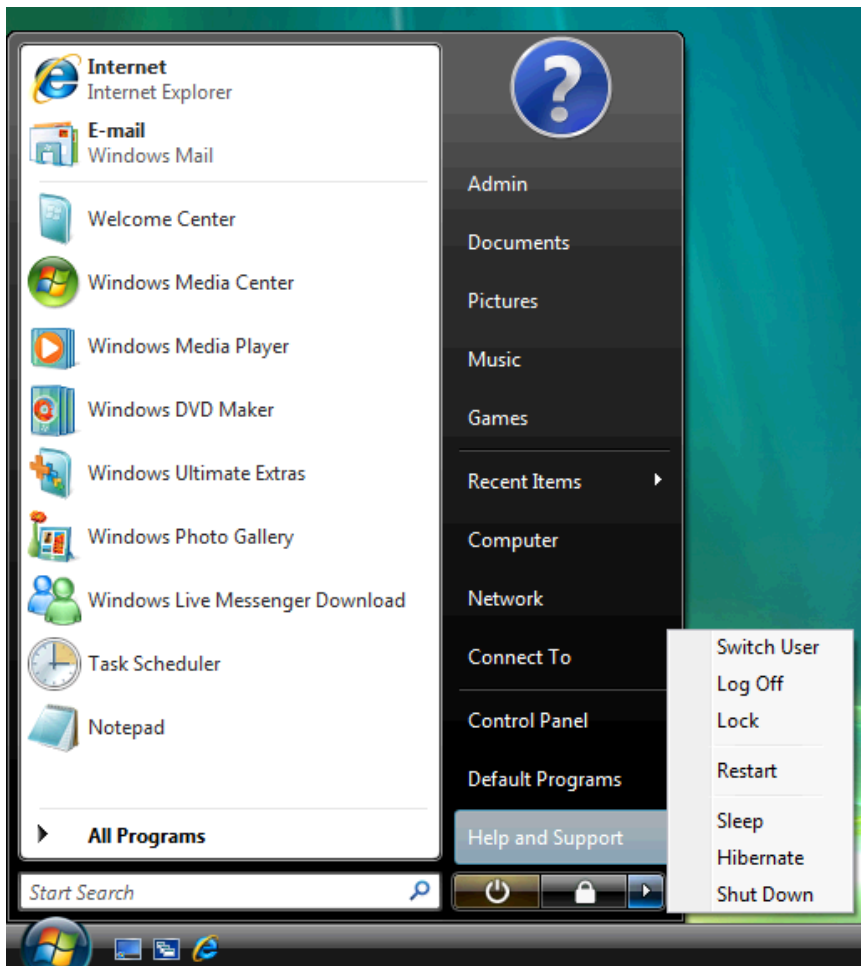 Internet
Internet Explorer
E-mail
Windows Mail
Welcome Center
Windows Media Center
Windows Media Player
Windows DVD Maker
Windows Ultimate Extras
Windows Photo Gallery
Windows Live Messenger Download
Task Scheduler
Notepad
All Programs
Start Search
Admin
Documents
Pictures
Music
Games
Recent Items
Computer
Network
Connect To
Control Panel
Default Programs
Help and Support
Switch User
Log Off
Lock
Restart
Sleep
Hibernate
Shut Down